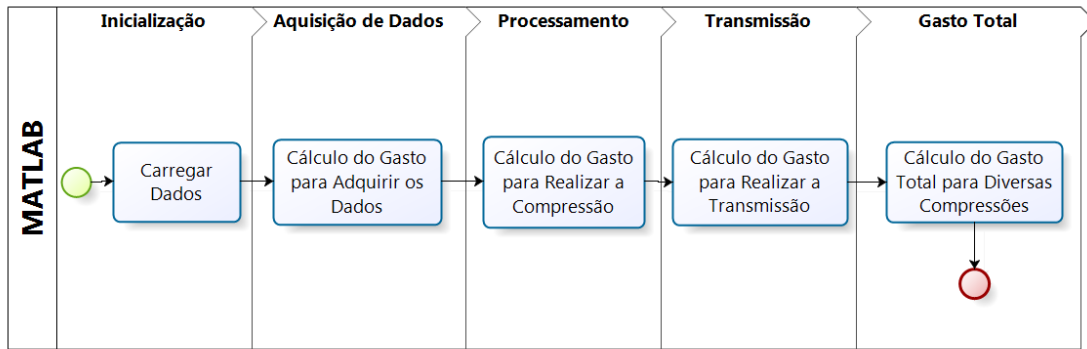 Inicialização
Aquisição de Dados
Processamento
Transmissão
Gasto Total
MATLAB
Carregar
Dados
Cálculo do Gasto
para Adquirir os
Dados
Cálculo do Gasto
para Realizar a
Compressão
Cálculo do Gasto
para Realizar a
Transmissão
Cálculo do Gasto
Total para Diversas
Compressões